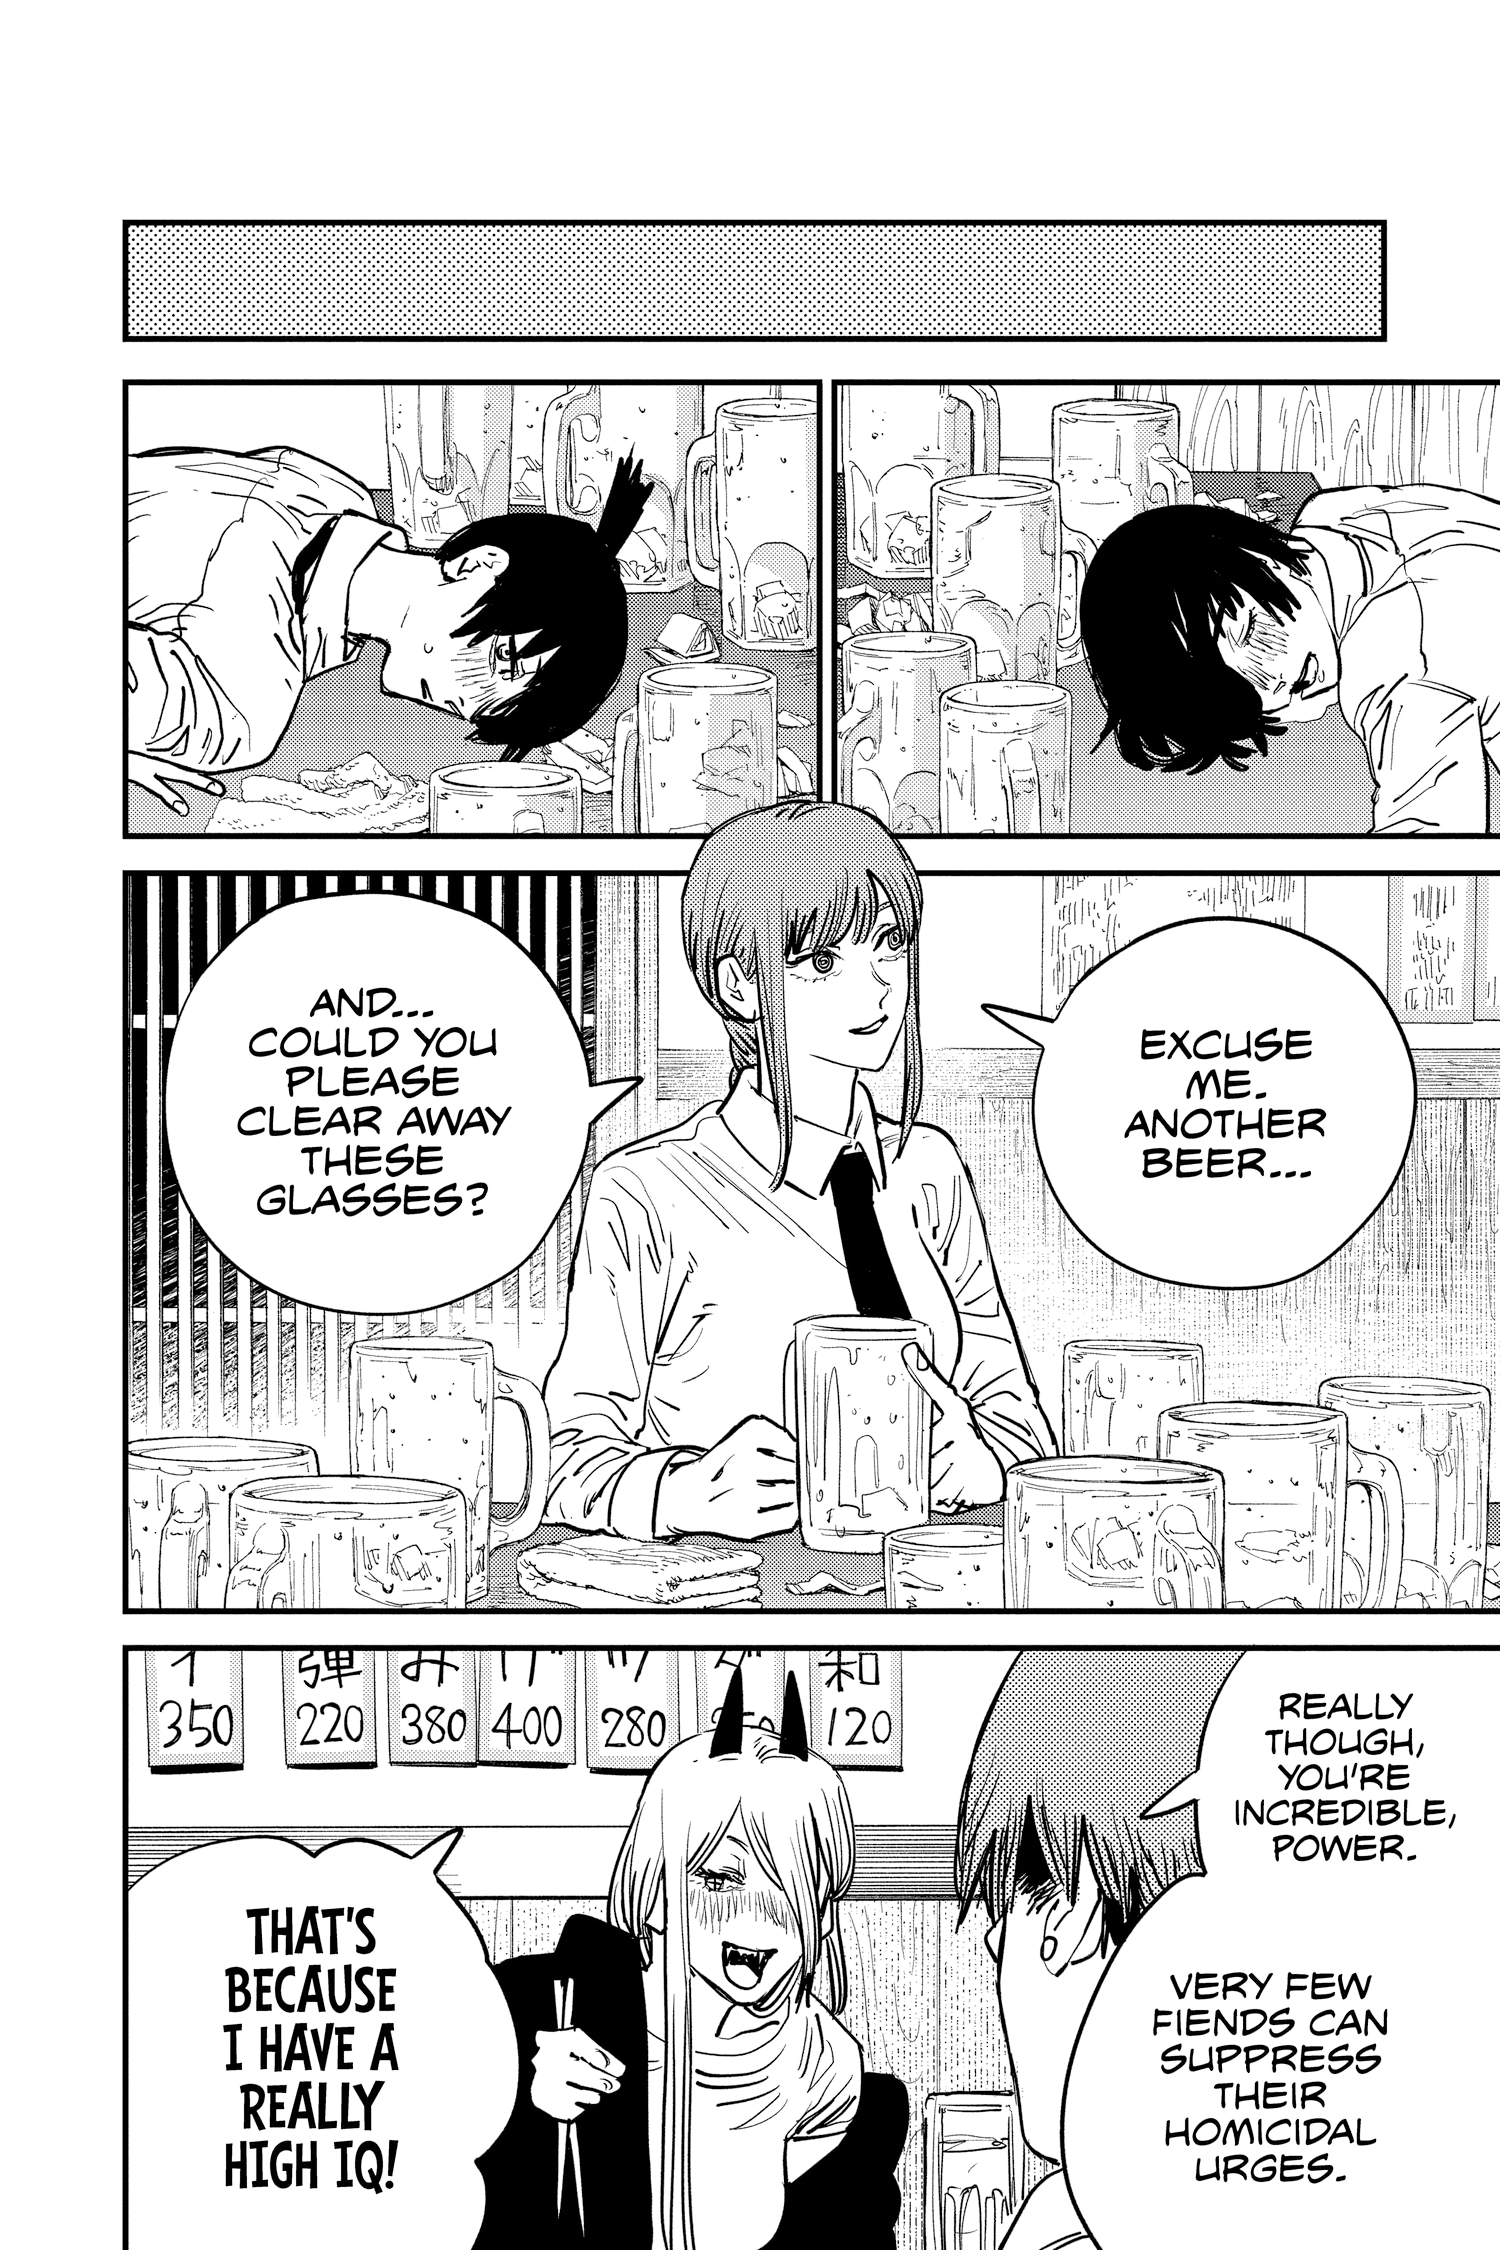 EXCUSE
ME.
ANOTHER
BEER...
AND...
COULD YOU
PLEASE
CLEAR AWAY
THESE
GLASSES?
REALLY
THOUGH,
YOU'RE
INCREDIBLE,
POWER.
VERY FEW
FIENDS CAN
SUPPRESS
THEIR
HOMICIDAL
URGES.
弾 み 和
350 220 380 400 280 120
THAT'S
BECAUSE
I HAVE A
REALLY
HIGH IQ!